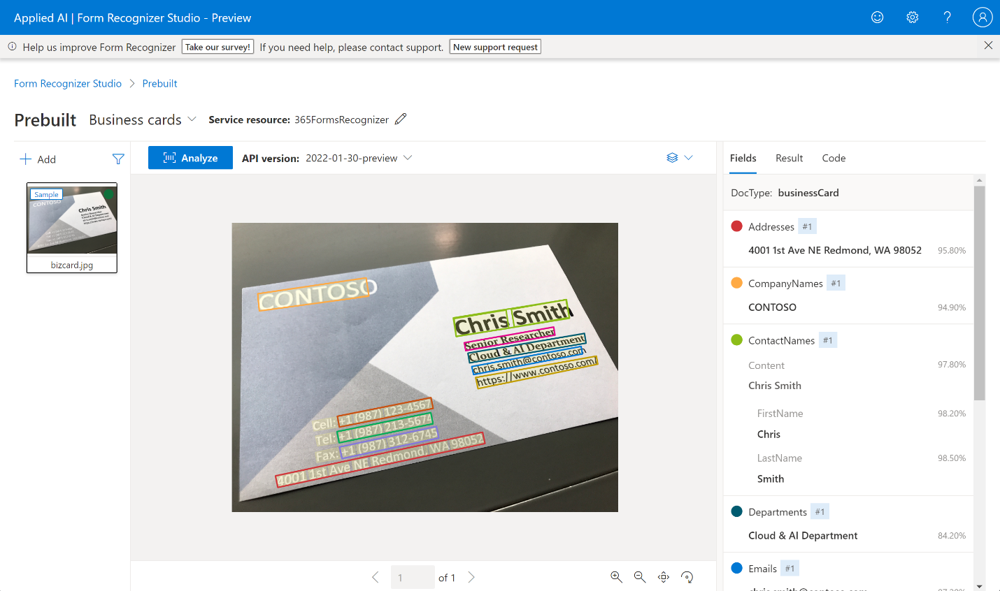 Applied AI | Form Recognizer Studio - Preview
Help us improve Form Recognizer Take our survey! If you need help, please contact support. New support request
Form Recognizer Studio > Prebuilt
Prebuilt Business cards Service resource: 365FormsRecognizer
Add
Sample
CONTOSO
Chris Smith
Senior Researcher
Cloud & AI Department
bizcard.jpg
Analyze API version: 2022-01-30-preview
CONTOSO
Chris Smith
Senior Researcher
Cloud & AI Department
chris.smith@contoso.com
https://www.contoso.com/
Cell: +1 (987) 123-4567
Tel: +1 (987) 213-5674
Fax: +1 (987) 312-6745
4001 1st Ave NE Redmond, WA 98052
1 of 1
Fields Result Code
DocType: businessCard
Addresses #1
4001 1st Ave NE Redmond, WA 98052 95.80%
CompanyNames #1
CONTOSO 94.90%
ContactNames #1
Content 97.80%
Chris Smith
FirstName 98.20%
Chris
LastName 98.50%
Smith
Departments #1
Cloud & AI Department 84.20%
Emails #1